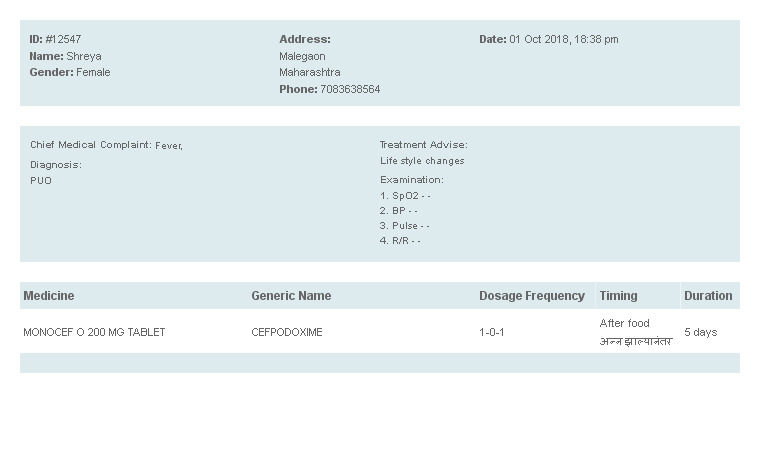 ID: #12547
Name: Shreya
Gender: Female
Address:
Malegaon
Maharashtra
Phone: 7083638564
Date: 01 Oct 2018, 18:38 pm
Chief Medical Complaint: Fever,
Diagnosis:
PUO
Treatment Advise:
Life style changes
Examination:
1. SpO2 - -
2. BP - -
3. Pulse - -
4. R/R - -
Medicine Generic Name Dosage Frequency Timing Duration
MONOCEF O 200 MG TABLET CEFPODOXIME 1-0-1 After food 5 days
अन्न झाल्यानंतर